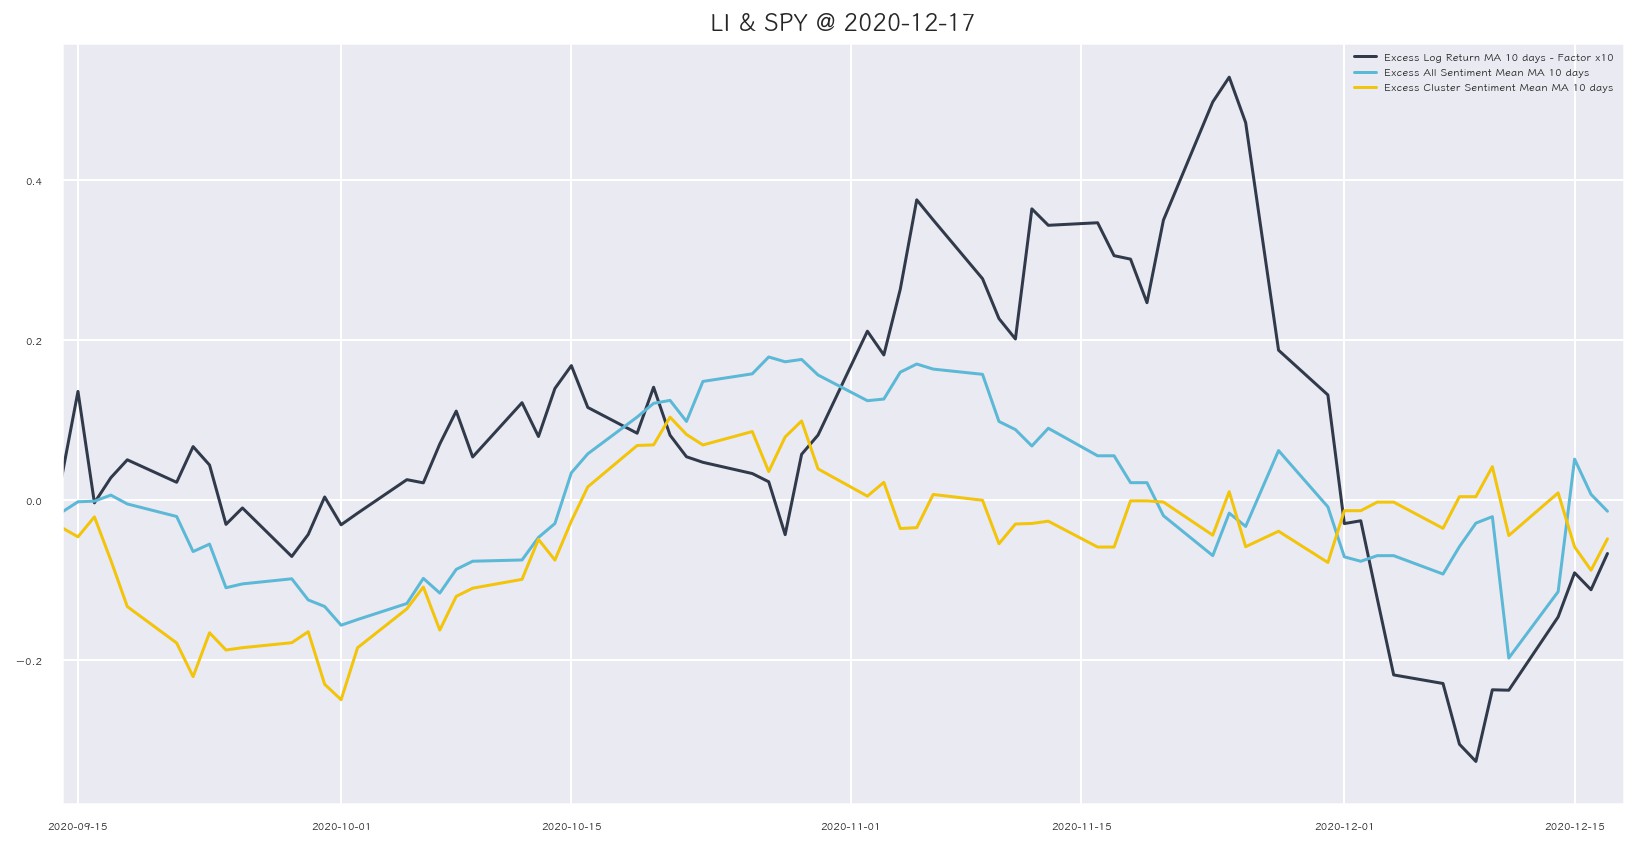 LI & SPY @ 2020-12-17
Excess Log Return MA 10 days - Factor x10
Excess All Sentiment Mean MA 10 days
Excess Cluster Sentiment Mean MA 10 days
0.4
0.2
0.0
−0.2
2020-09-15 2020-10-01 2020-10-15 2020-11-01 2020-11-15 2020-12-01 2020-12-15